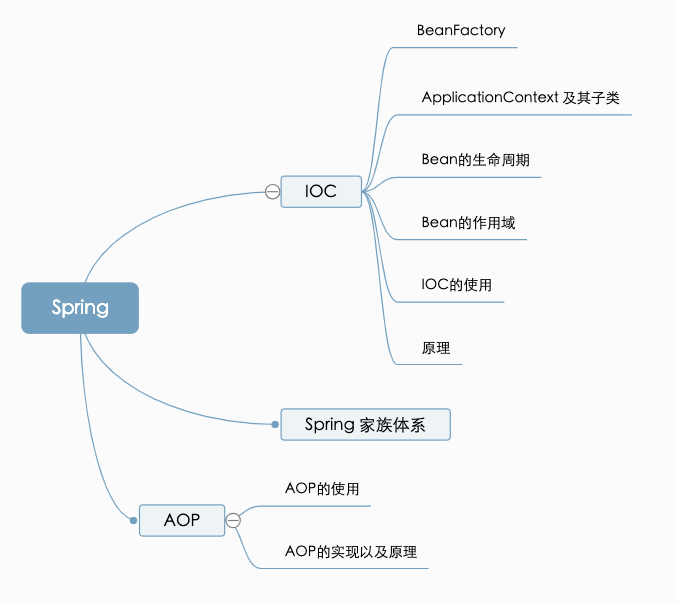 BeanFactory
ApplicationContext 及其子类
Bean的生命周期
IOC
Bean的作用域
IOC的使用
Spring
原理
Spring 家族体系
AOP的使用
AOP
AOP的实现以及原理